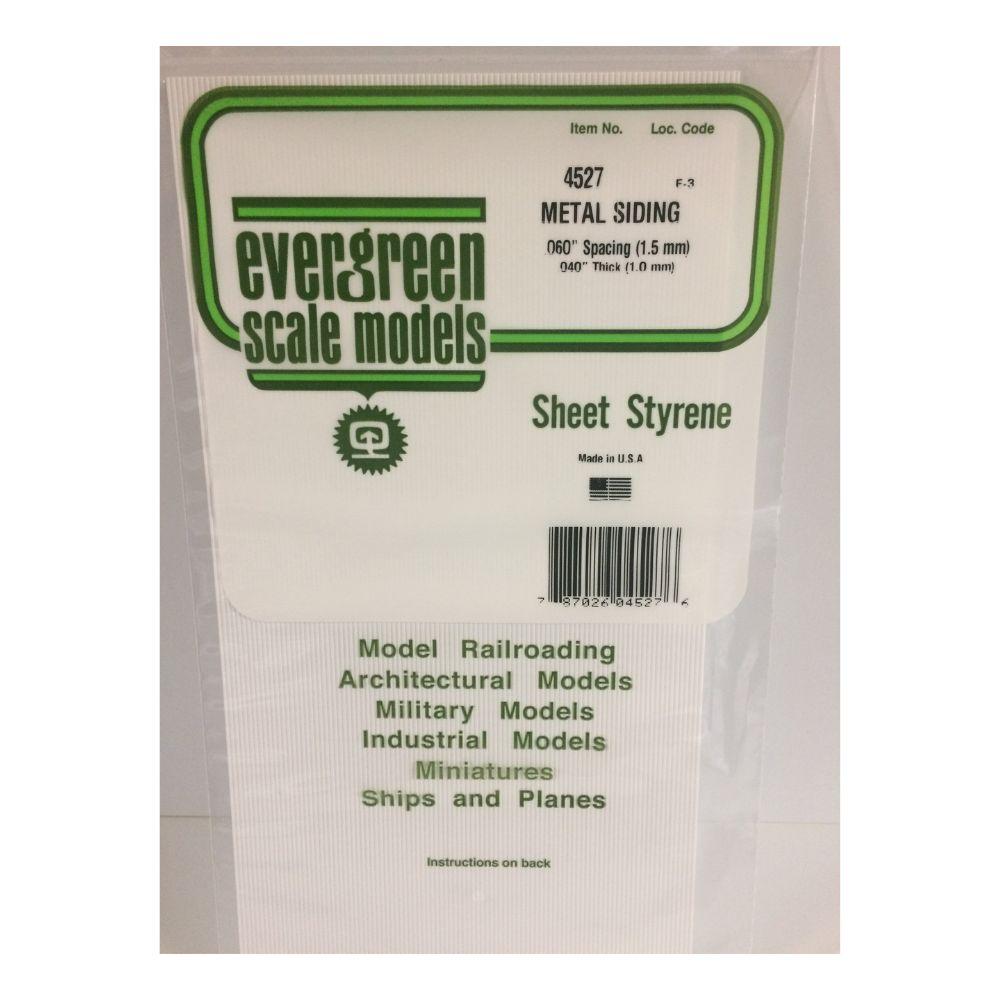 Item No. Loc. Code
4527 F-3
METAL SIDING
.060" Spacing (1.5 mm)
.040" Thick (1.0 mm)
evergreen
scale models
Sheet Styrene
Made in U.S.A
7 87026 04527 6
Model Railroading
Architectural Models
Military Models
Industrial Models
Miniatures
Ships and Planes
Instructions on back